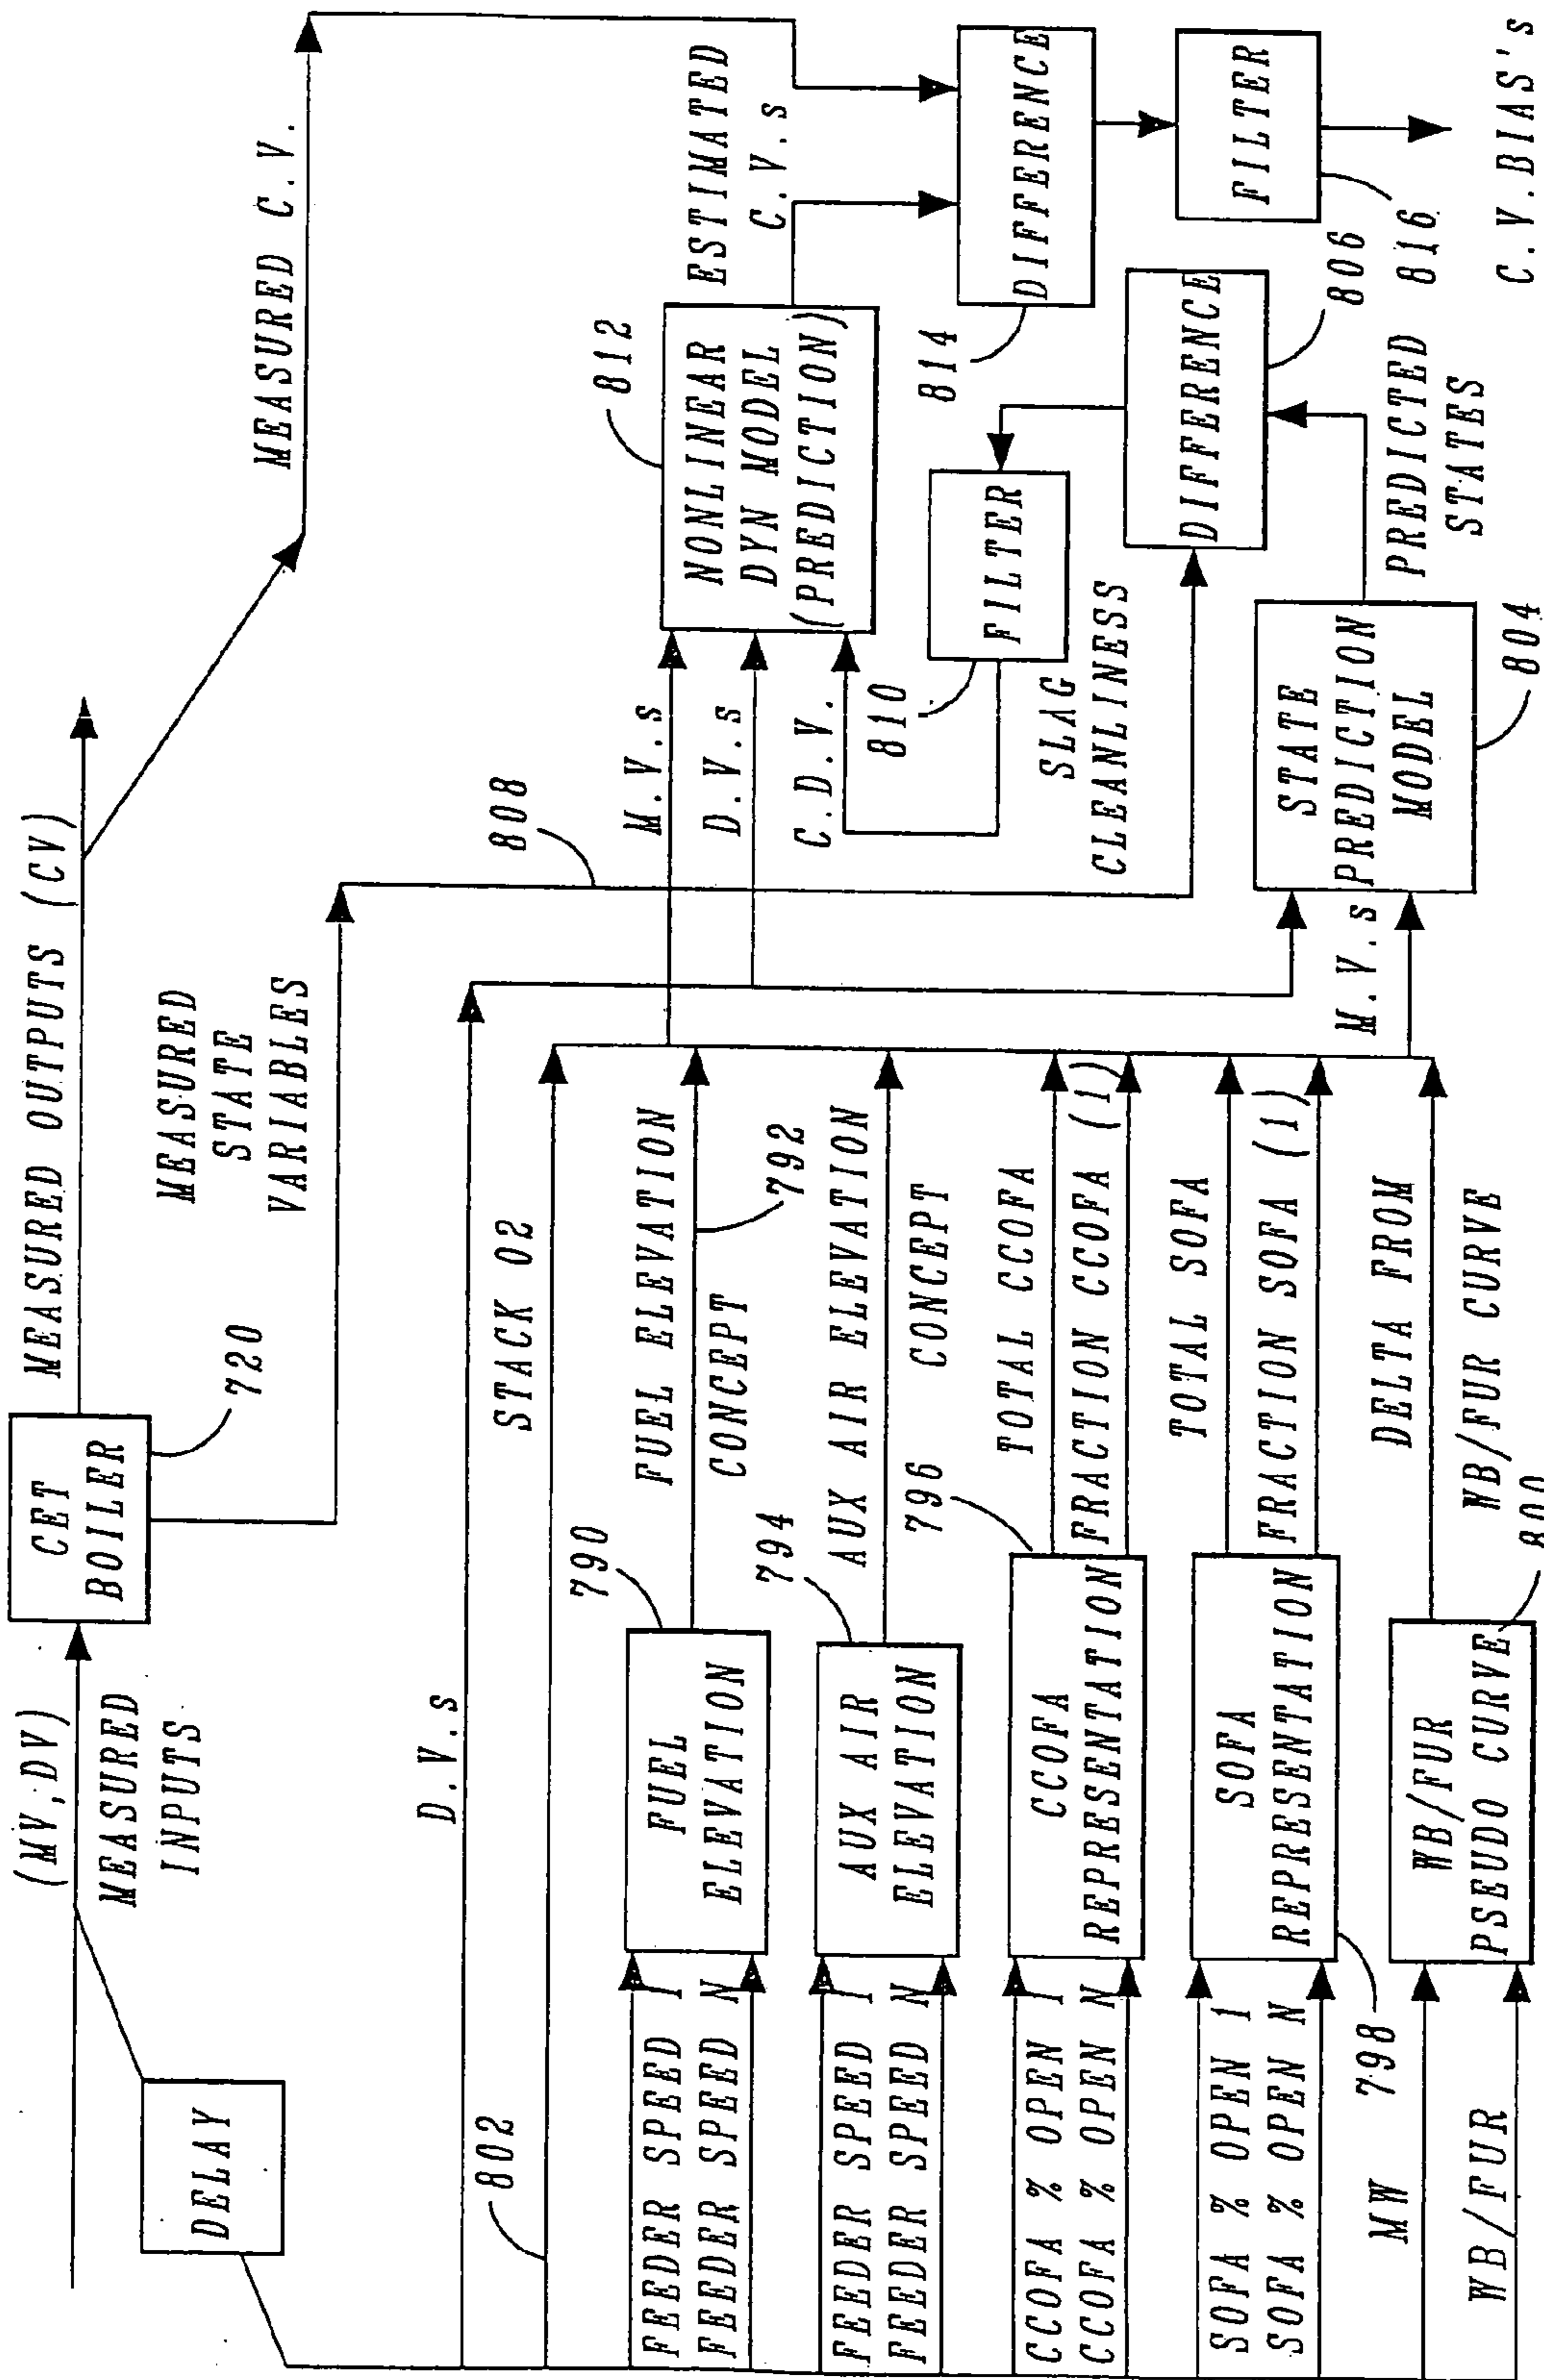 (MV, DV)
MEASURED
INPUTS
DELAY
CET
BOILER
720
MEASURED OUTPUTS (CV)
MEASURED
STATE
VARIABLES
MEASURED C.V.
D.V.s
802
STACK O2
FEEDER SPEED 1
FEEDER SPEED N
FUEL
ELEVATION
790
FUEL ELEVATION
CONCEPT
792
FEEDER SPEED 1
FEEDER SPEED N
AUX AIR
ELEVATION
794
AUX AIR ELEVATION
CONCEPT
CCOFA % OPEN 1
CCOFA % OPEN N
CCOFA
REPRESENTATION
796
TOTAL CCOFA
FRACTION CCOFA (1)
SOFA % OPEN 1
SOFA % OPEN N
SOFA
REPRESENTATION
798
TOTAL SOFA
FRACTION SOFA (1)
MW
WB/FUR
WB/FUR
PSEUDO CURVE
800
DELTA FROM
WB/FUR CURVE
808
M.V.s
D.V.s
C.D.V.
812
NONLINEAR
DYN MODEL
(PREDICTION)
ESTIMATED
C.V.s
810
FILTER
SLAG
CLEANLINESS
M.V.s
STATE
PREDICTION
MODEL
804
PREDICTED
STATES
DIFFERENCE
806
814
DIFFERENCE
FILTER
816
C.V.BIAS's